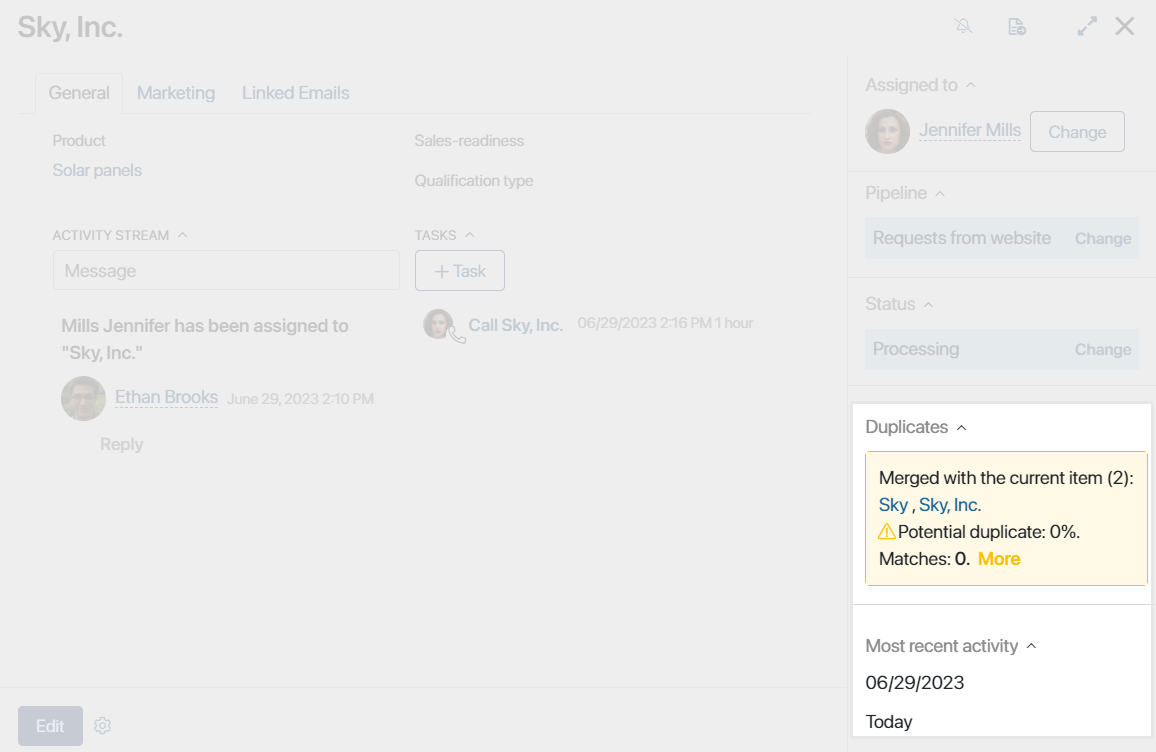 Sky, Inc.
General
Marketing
Linked Emails
Product
Solar panels
Sales-readiness
Qualification type
ACTIVITY STREAM
Message
Mills Jennifer has been assigned to
"Sky, Inc."
Ethan Brooks June 29, 2023 2:10 PM
Reply
TASKS
+ Task
Call Sky, Inc. 06/29/2023 2:16 PM 1 hour
Edit
Assigned to
Jennifer Mills
Change
Pipeline
Requests from website
Change
Status
Processing
Change
Duplicates
Merged with the current item (2):
Sky , Sky, Inc.
Potential duplicate: 0%.
Matches: 0. More
Most recent activity
06/29/2023
Today